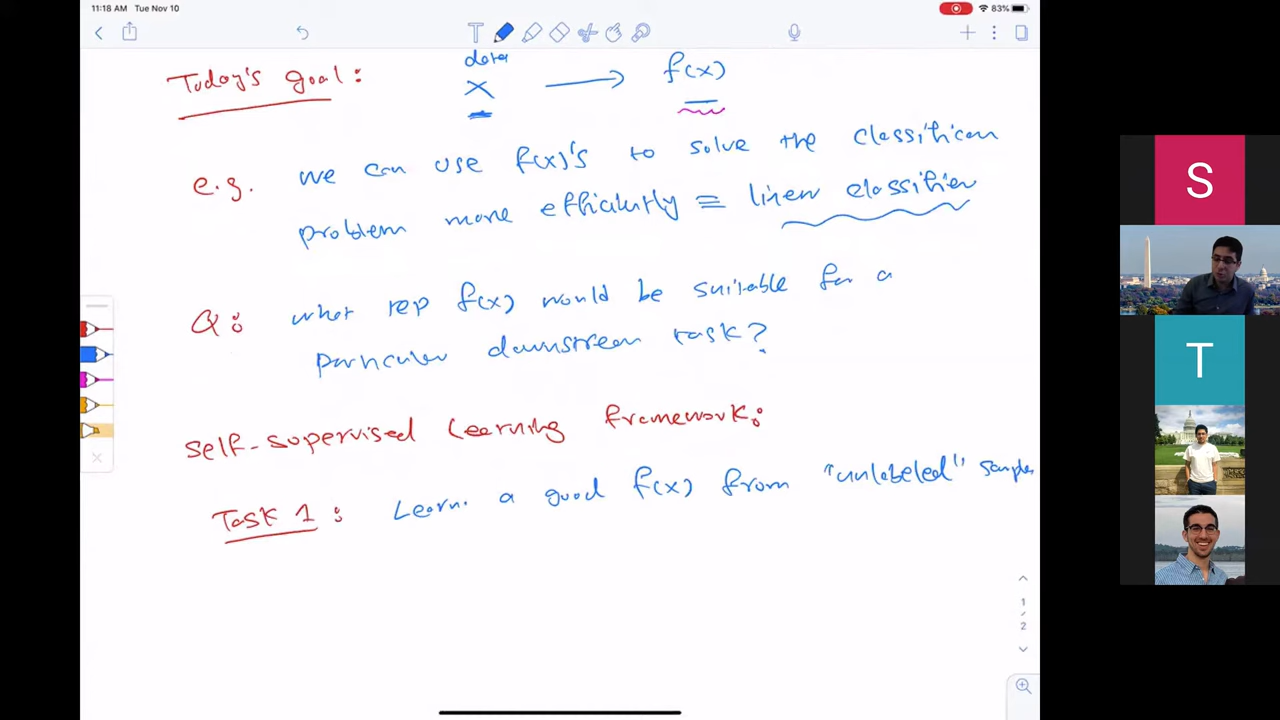 11:18 AM Tue Nov 10
83%
Today's goal:
data
x → f(x)
e.g. we can use f(x)'s to solve the classification
problem more efficiently ≡ linear classifier
Q: what rep f(x) would be suitable for a
particular downstream task?
self-supervised learning framework:
Task 1: Learn a good f(x) from "unlabeled" samples
1
/
2
S
T